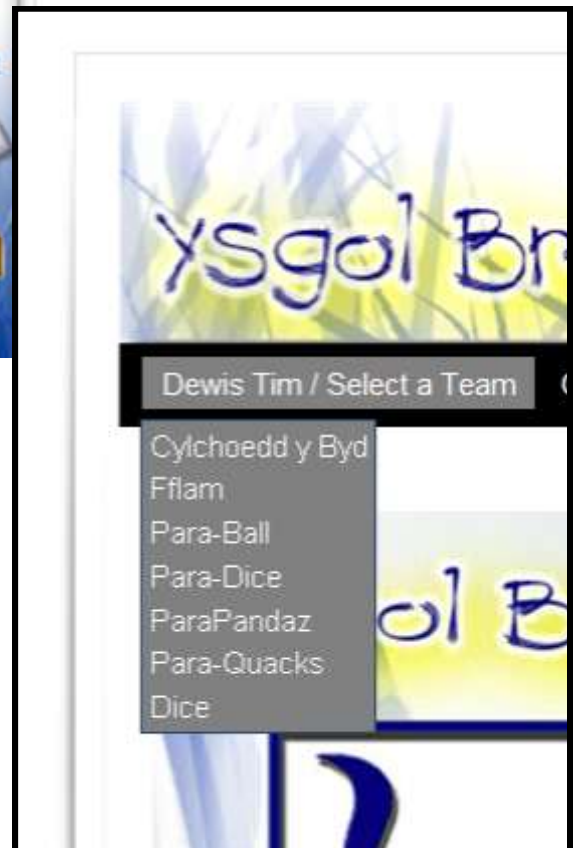 Ysgol Br
Dewis Tim / Select a Team
Cylchoedd y Byd
Fflam
Para-Ball
Para-Dice
ParaPandaz
Para-Quacks
Dice
ol B